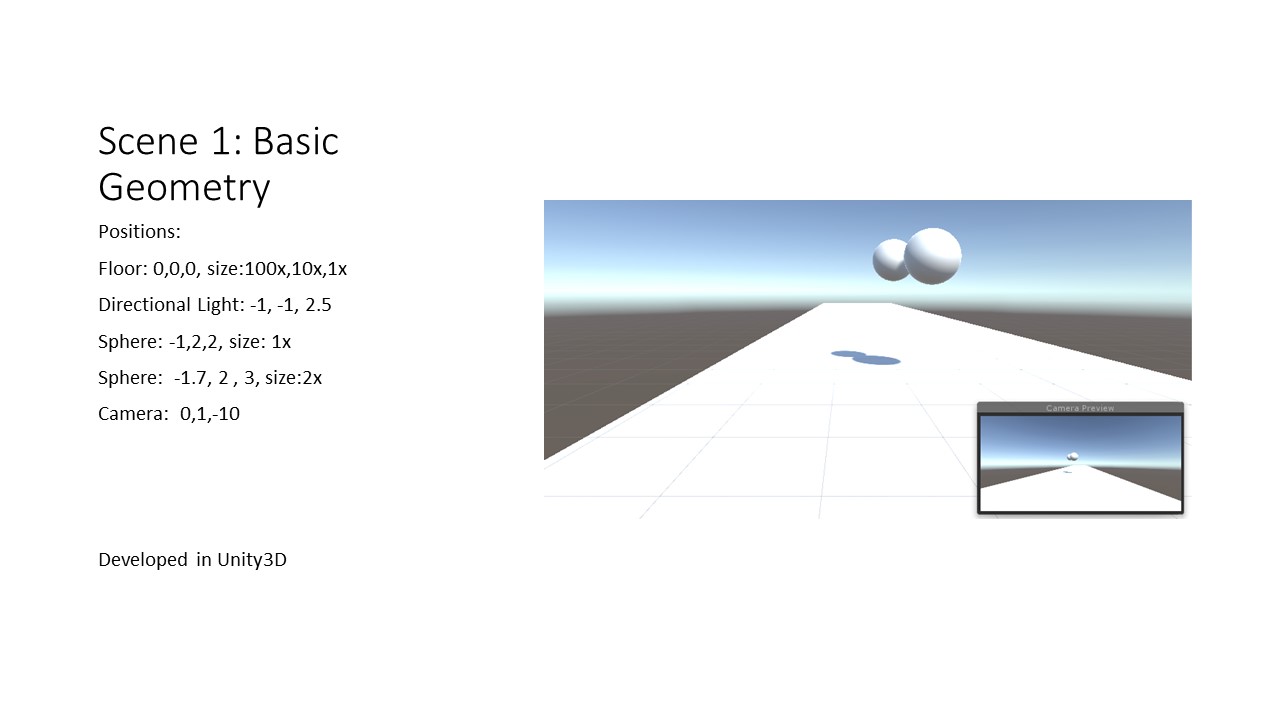 Scene 1: Basic
Geometry
Positions:
Floor: 0,0,0, size:100x,10x,1x
Directional Light: -1, -1, 2.5
Sphere: -1,2,2, size: 1x
Sphere:  -1.7, 2 , 3, size:2x
Camera:  0,1,-10
Camera Preview
Developed in Unity3D